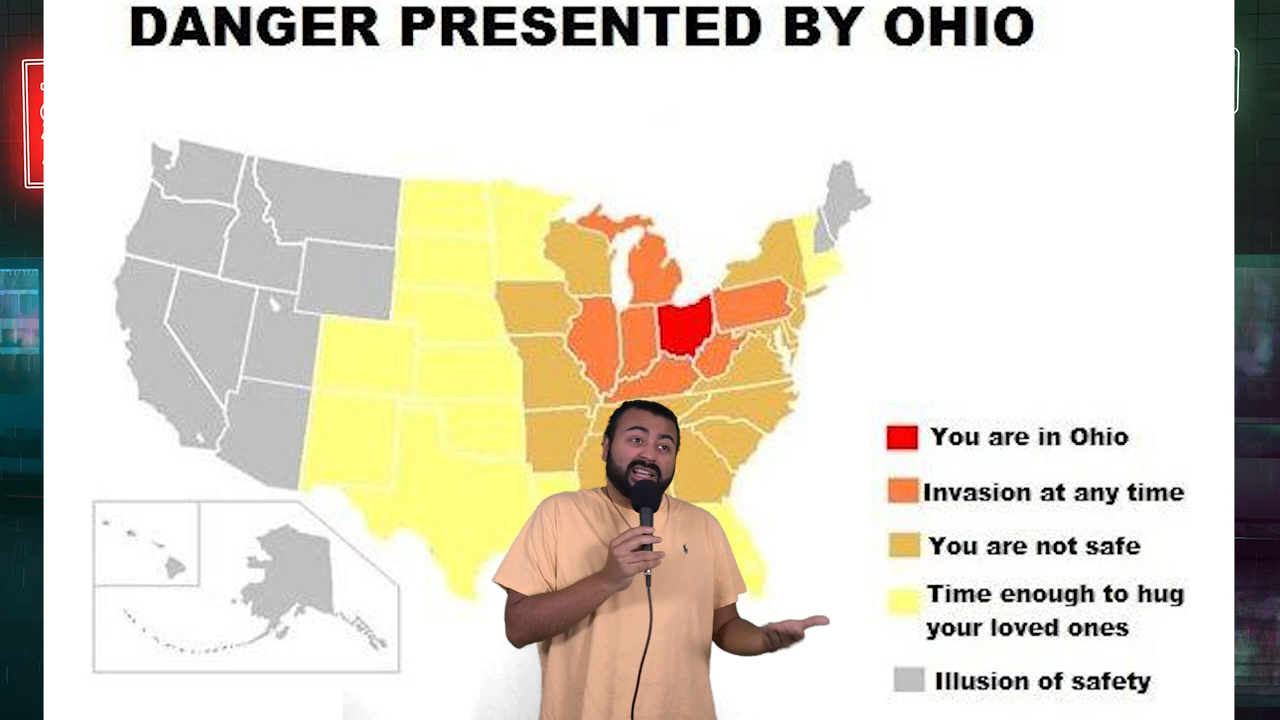 DANGER PRESENTED BY OHIO
You are in Ohio
Invasion at any time
You are not safe
Time enough to hug
your loved ones
Illusion of safety